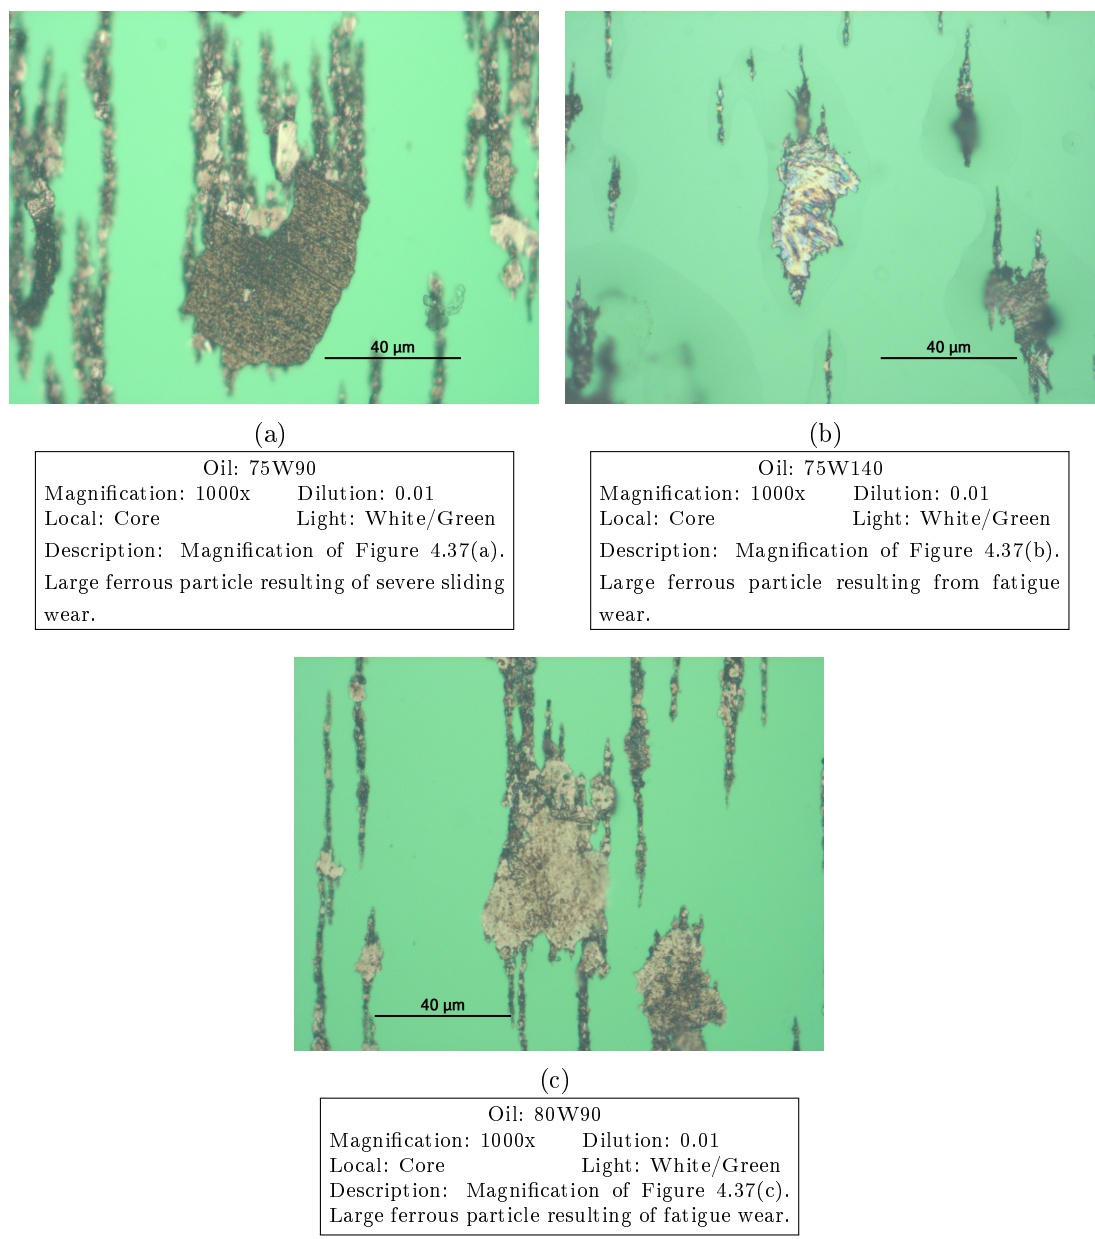 40 µm
40 µm
(a)
(b)
Oil: 75W90
Magnification: 1000x Dilution: 0.01
Local: Core Light: White/Green
Description: Magnification of Figure 4.37(a).
Large ferrous particle resulting of severe sliding
wear.
Oil: 75W140
Magnification: 1000x Dilution: 0.01
Local: Core Light: White/Green
Description: Magnification of Figure 4.37(b).
Large ferrous particle resulting from fatigue
wear.
40 µm
(c)
Oil: 80W90
Magnification: 1000x Dilution: 0.01
Local: Core Light: White/Green
Description: Magnification of Figure 4.37(c).
Large ferrous particle resulting of fatigue wear.